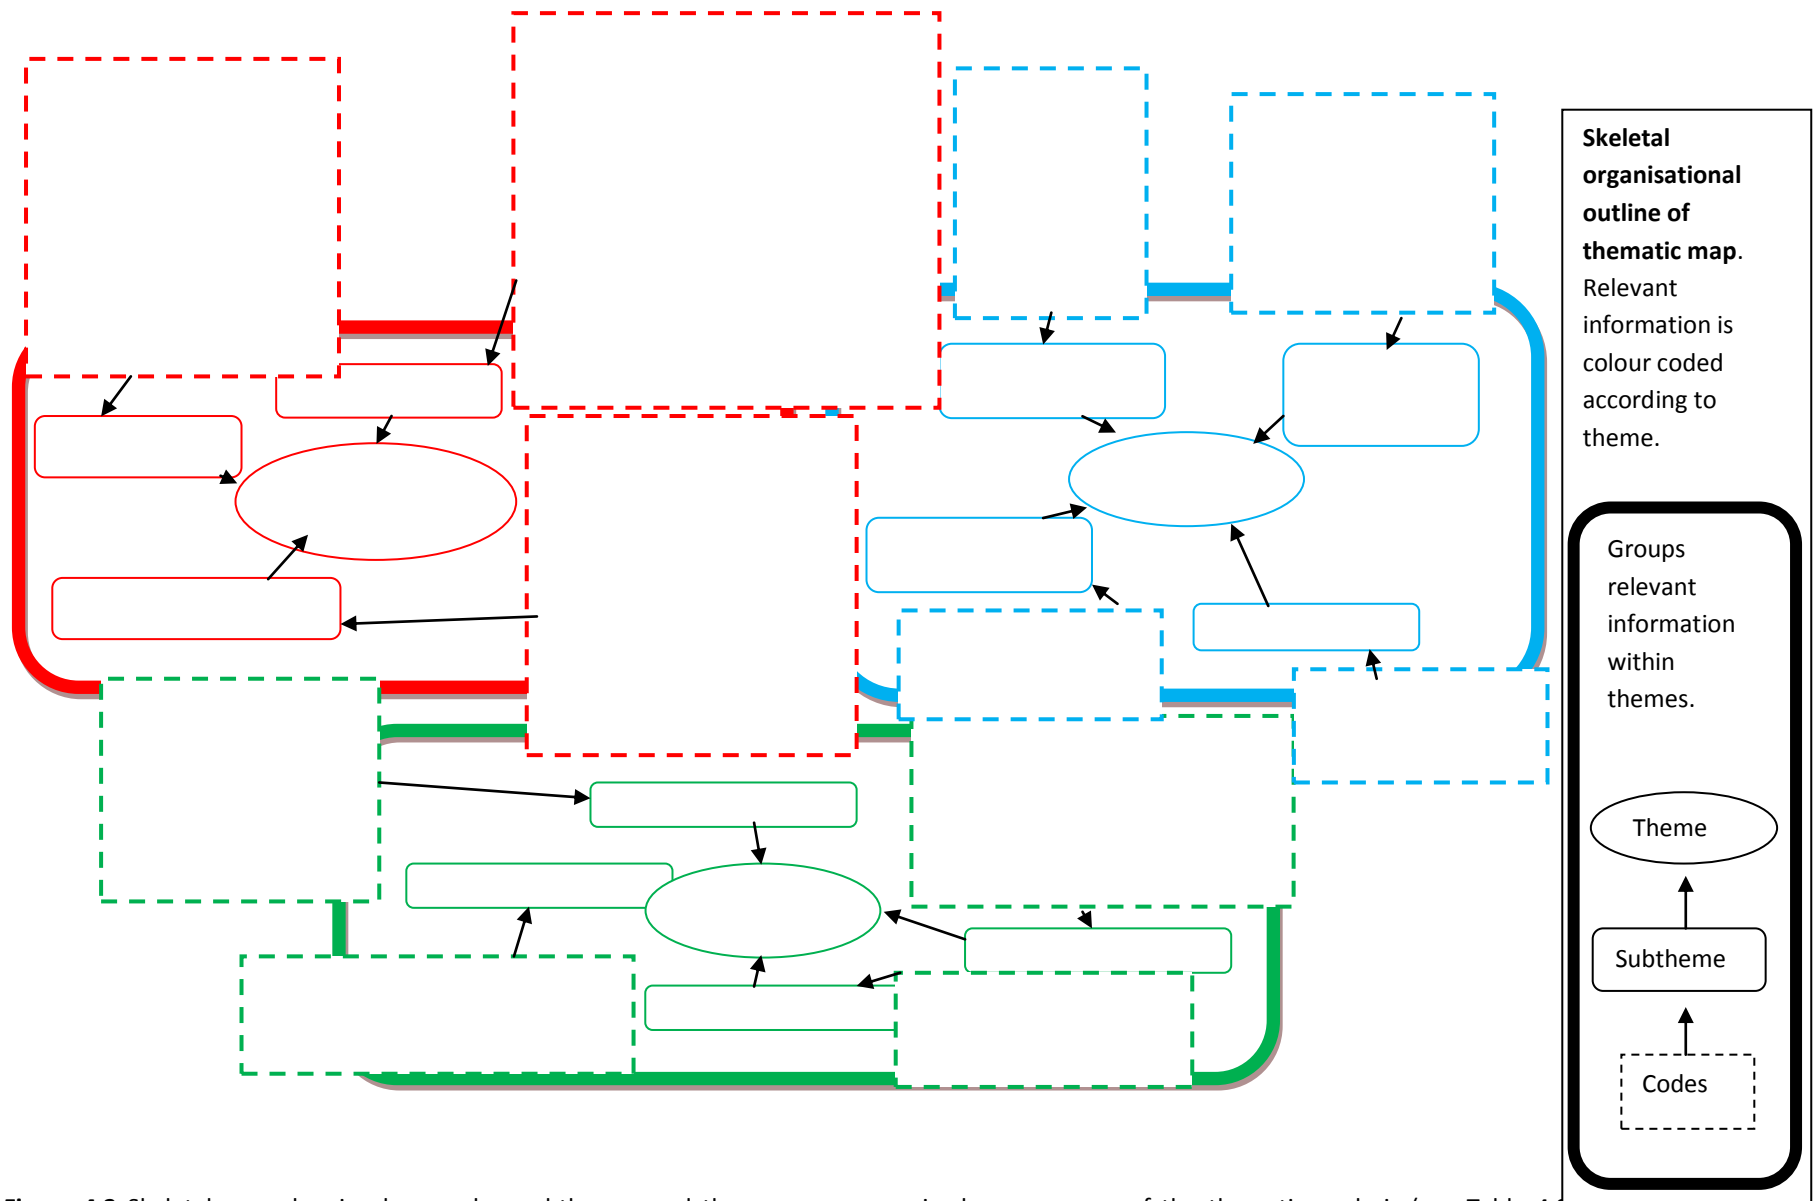 Skeletal
organisational
outline of
thematic map.
Relevant
information is
colour coded
according to
theme.
Groups
relevant
information
within
themes.
Theme
Subtheme
Codes